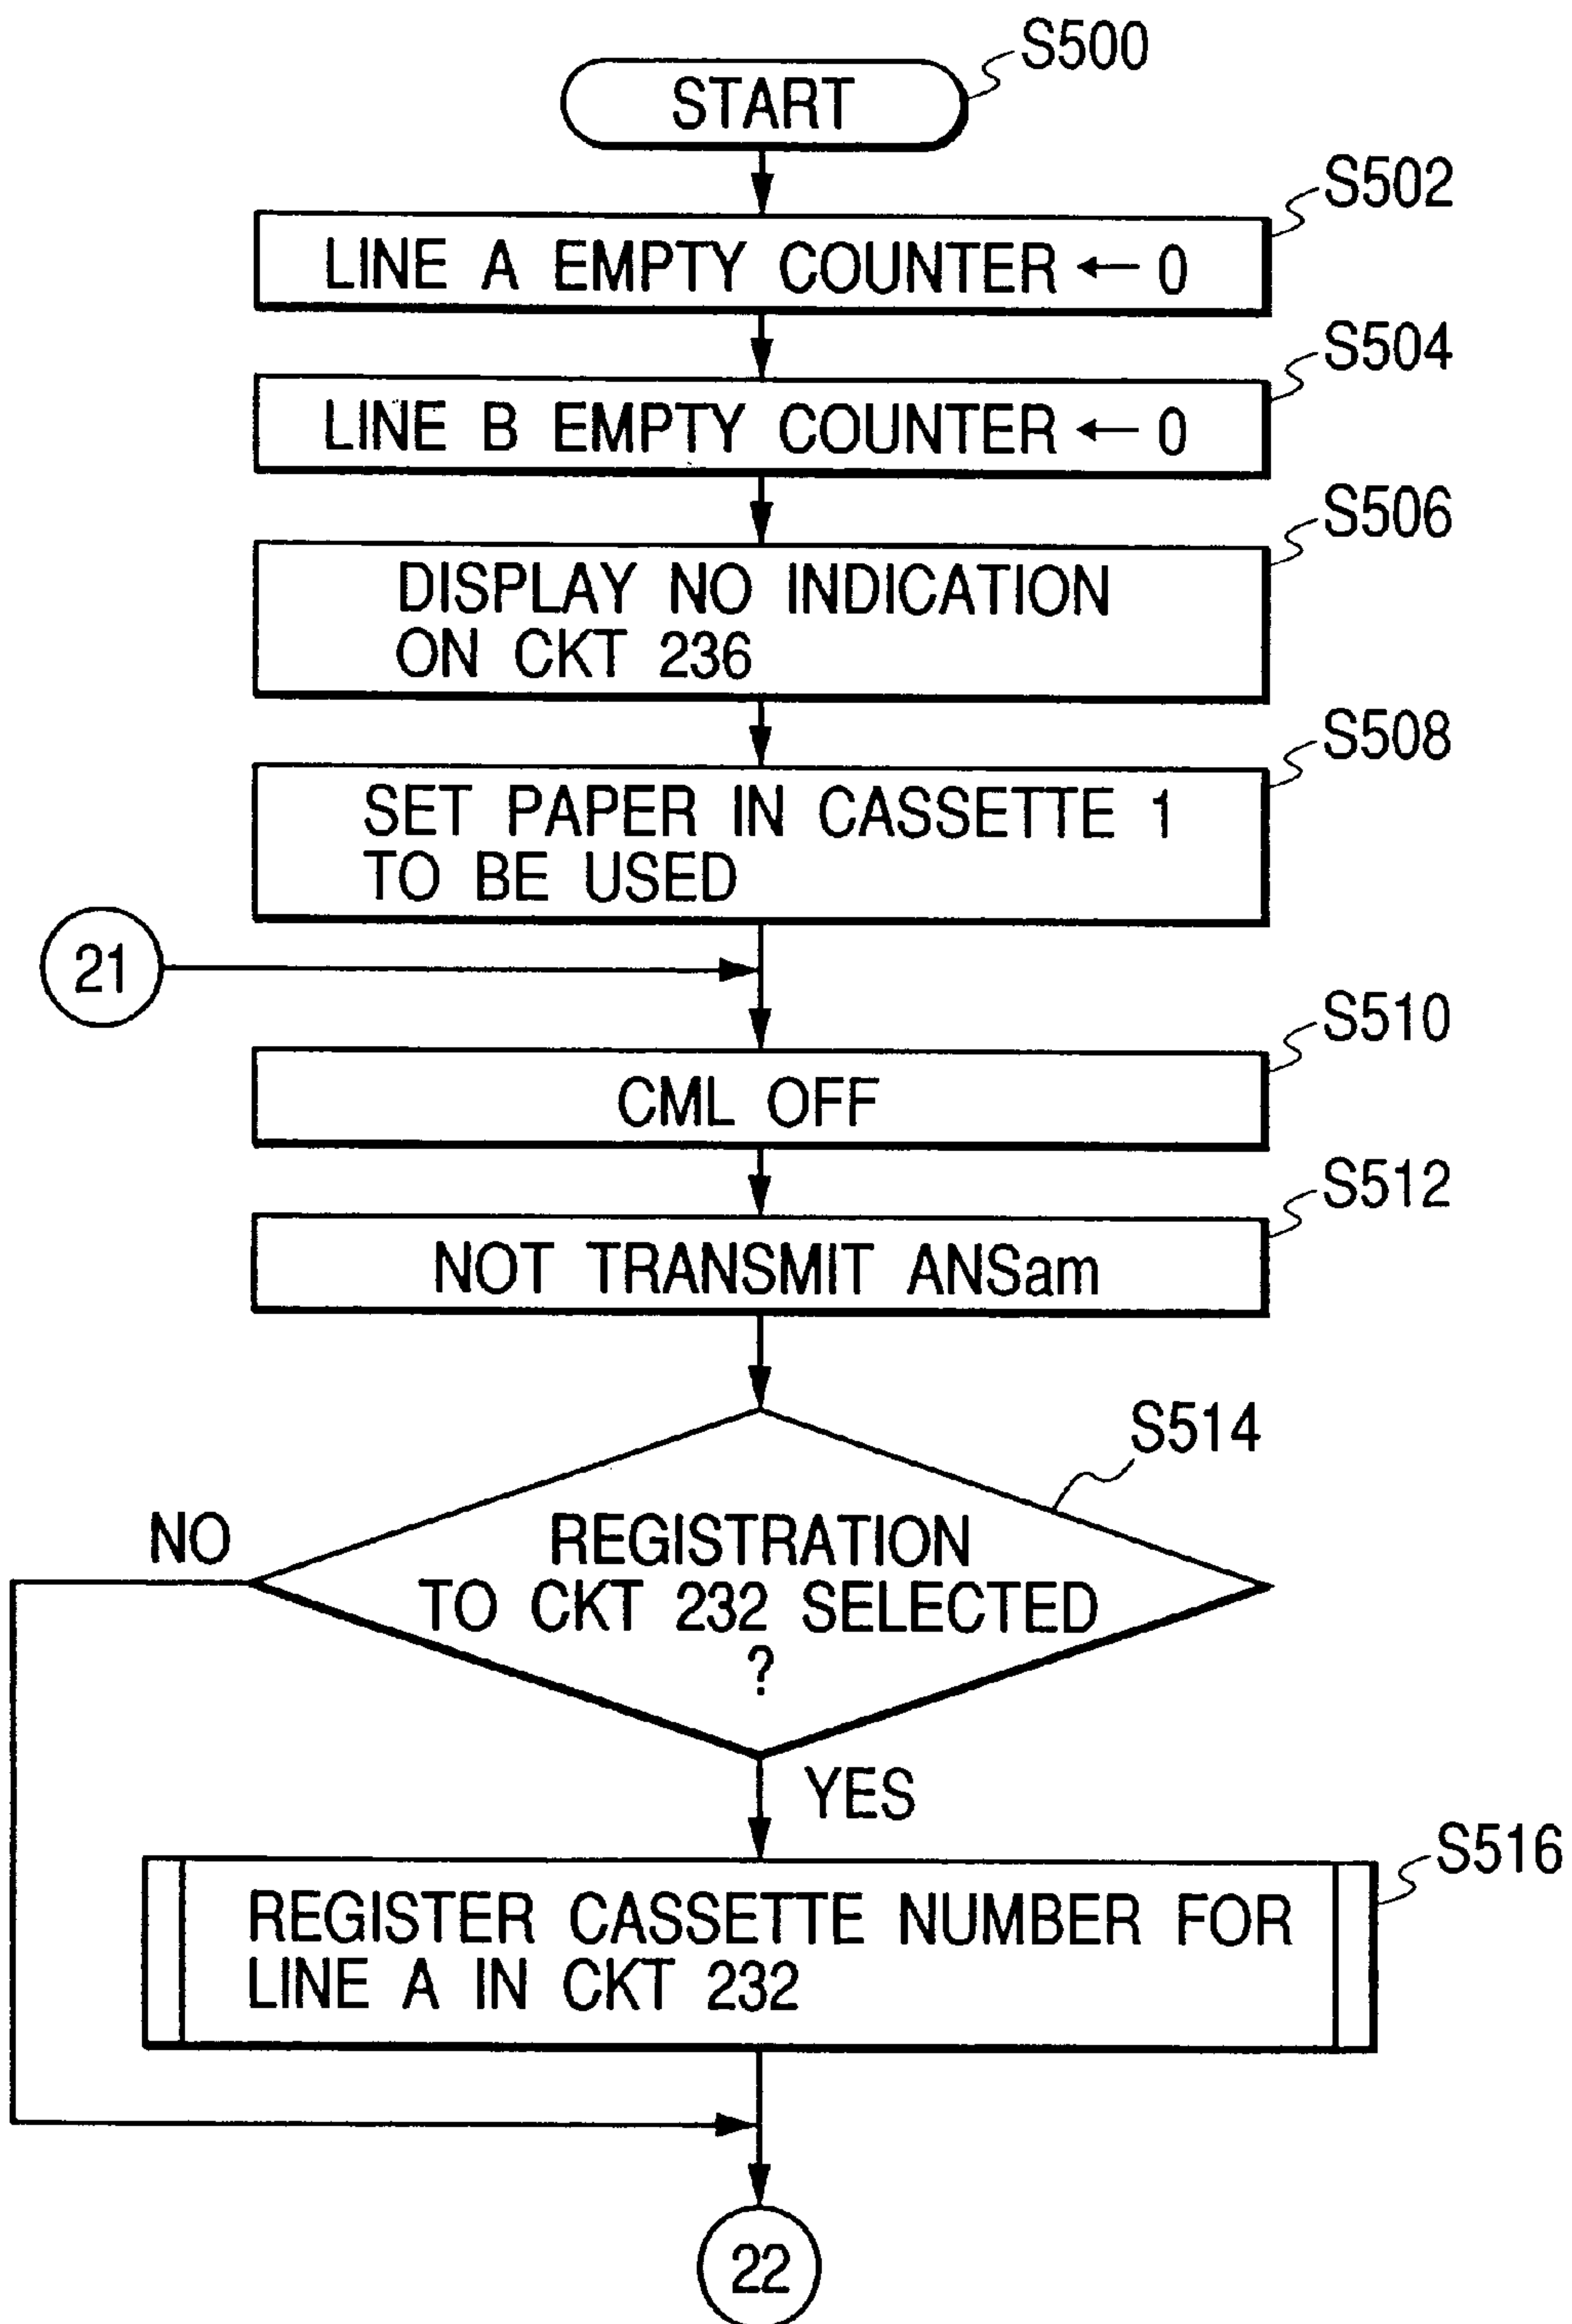 START
S500
LINE A EMPTY COUNTER ← 0
S502
LINE B EMPTY COUNTER ← 0
S504
DISPLAY NO INDICATION
ON CKT 236
S506
SET PAPER IN CASSETTE 1
TO BE USED
S508
21
CML OFF
S510
NOT TRANSMIT ANSam
S512
REGISTRATION
TO CKT 232 SELECTED
?
S514
NO
YES
REGISTER CASSETTE NUMBER FOR
LINE A IN CKT 232
S516
22